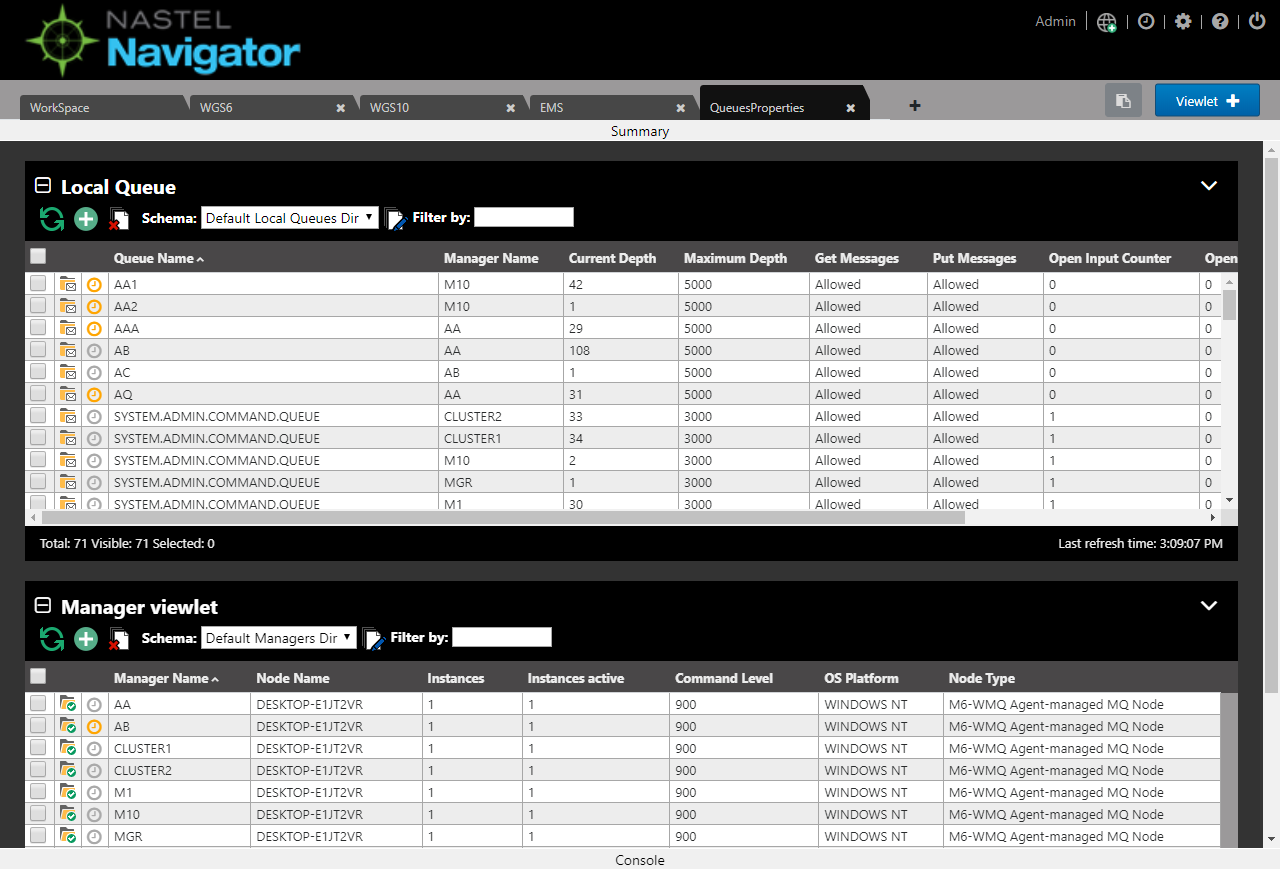 NASTEL
Navigator
Admin
WorkSpace WGS6 WGS10 EMS QueuesProperties Viewlet
Summary
Local Queue
Schema: Default Local Queues Dir Filter by:
Queue Name Manager Name Current Depth Maximum Depth Get Messages Put Messages Open Input Counter Open
AA1 M10 42 5000 Allowed Allowed 0 0
AA2 M10 1 5000 Allowed Allowed 0 0
AAA AA 29 5000 Allowed Allowed 0 0
AB AA 108 5000 Allowed Allowed 0 0
AC AB 1 5000 Allowed Allowed 0 0
AQ AA 31 5000 Allowed Allowed 0 0
SYSTEM.ADMIN.COMMAND.QUEUE CLUSTER2 33 3000 Allowed Allowed 1 0
SYSTEM.ADMIN.COMMAND.QUEUE CLUSTER1 34 3000 Allowed Allowed 1 0
SYSTEM.ADMIN.COMMAND.QUEUE M10 2 3000 Allowed Allowed 1 0
SYSTEM.ADMIN.COMMAND.QUEUE MGR 1 3000 Allowed Allowed 1 0
SYSTEM.ADMIN.COMMAND.QUEUE M1 30 3000 Allowed Allowed 1 0
Total: 71 Visible: 71 Selected: 0 Last refresh time: 3:09:07 PM
Manager viewlet
Schema: Default Managers Dir Filter by:
Manager Name Node Name Instances Instances active Command Level OS Platform Node Type
AA DESKTOP-E1JT2VR 1 1 900 WINDOWS NT M6-WMQ Agent-managed MQ Node
AB DESKTOP-E1JT2VR 1 1 900 WINDOWS NT M6-WMQ Agent-managed MQ Node
CLUSTER1 DESKTOP-E1JT2VR 1 1 900 WINDOWS NT M6-WMQ Agent-managed MQ Node
CLUSTER2 DESKTOP-E1JT2VR 1 1 900 WINDOWS NT M6-WMQ Agent-managed MQ Node
M1 DESKTOP-E1JT2VR 1 1 900 WINDOWS NT M6-WMQ Agent-managed MQ Node
M10 DESKTOP-E1JT2VR 1 1 900 WINDOWS NT M6-WMQ Agent-managed MQ Node
MGR DESKTOP-E1JT2VR 1 1 900 WINDOWS NT M6-WMQ Agent-managed MQ Node
Console